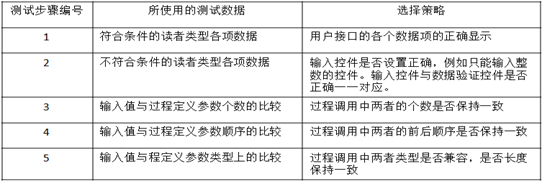 测试步骤编号 所使用的测试数据 选择策略
1 符合条件的读者类型各项数据 用户接口的各个数据项的正确显示
2 不符合条件的读者类型各项数据 输入控件是否设置正确，例如只能输入
整数的控件。输入控件与数据验证控件是否
正确一一对应。
3 输入值与过程定义参数个数的比较 过程调用中两者的个数是否保持一致
4 输入值与过程定义参数顺序的比较 过程调用中两者的前后顺序是否保持一致
5 输入值与程定义参数类型上的比较 过程调用中两者类型是否兼容，是否长度
保持一致